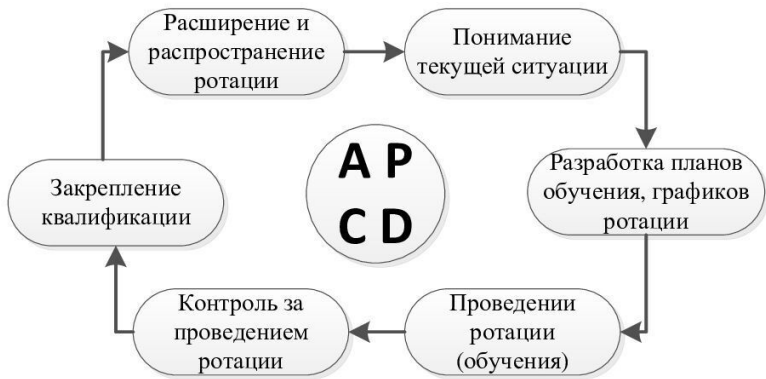 Расширение и
распространение
ротации
Понимание
текущей ситуации
Разработка планов
обучения, графиков
ротации
Проведении
ротации
(обучения)
Контроль за
проведением
ротации
Закрепление
квалификации
A P
C D